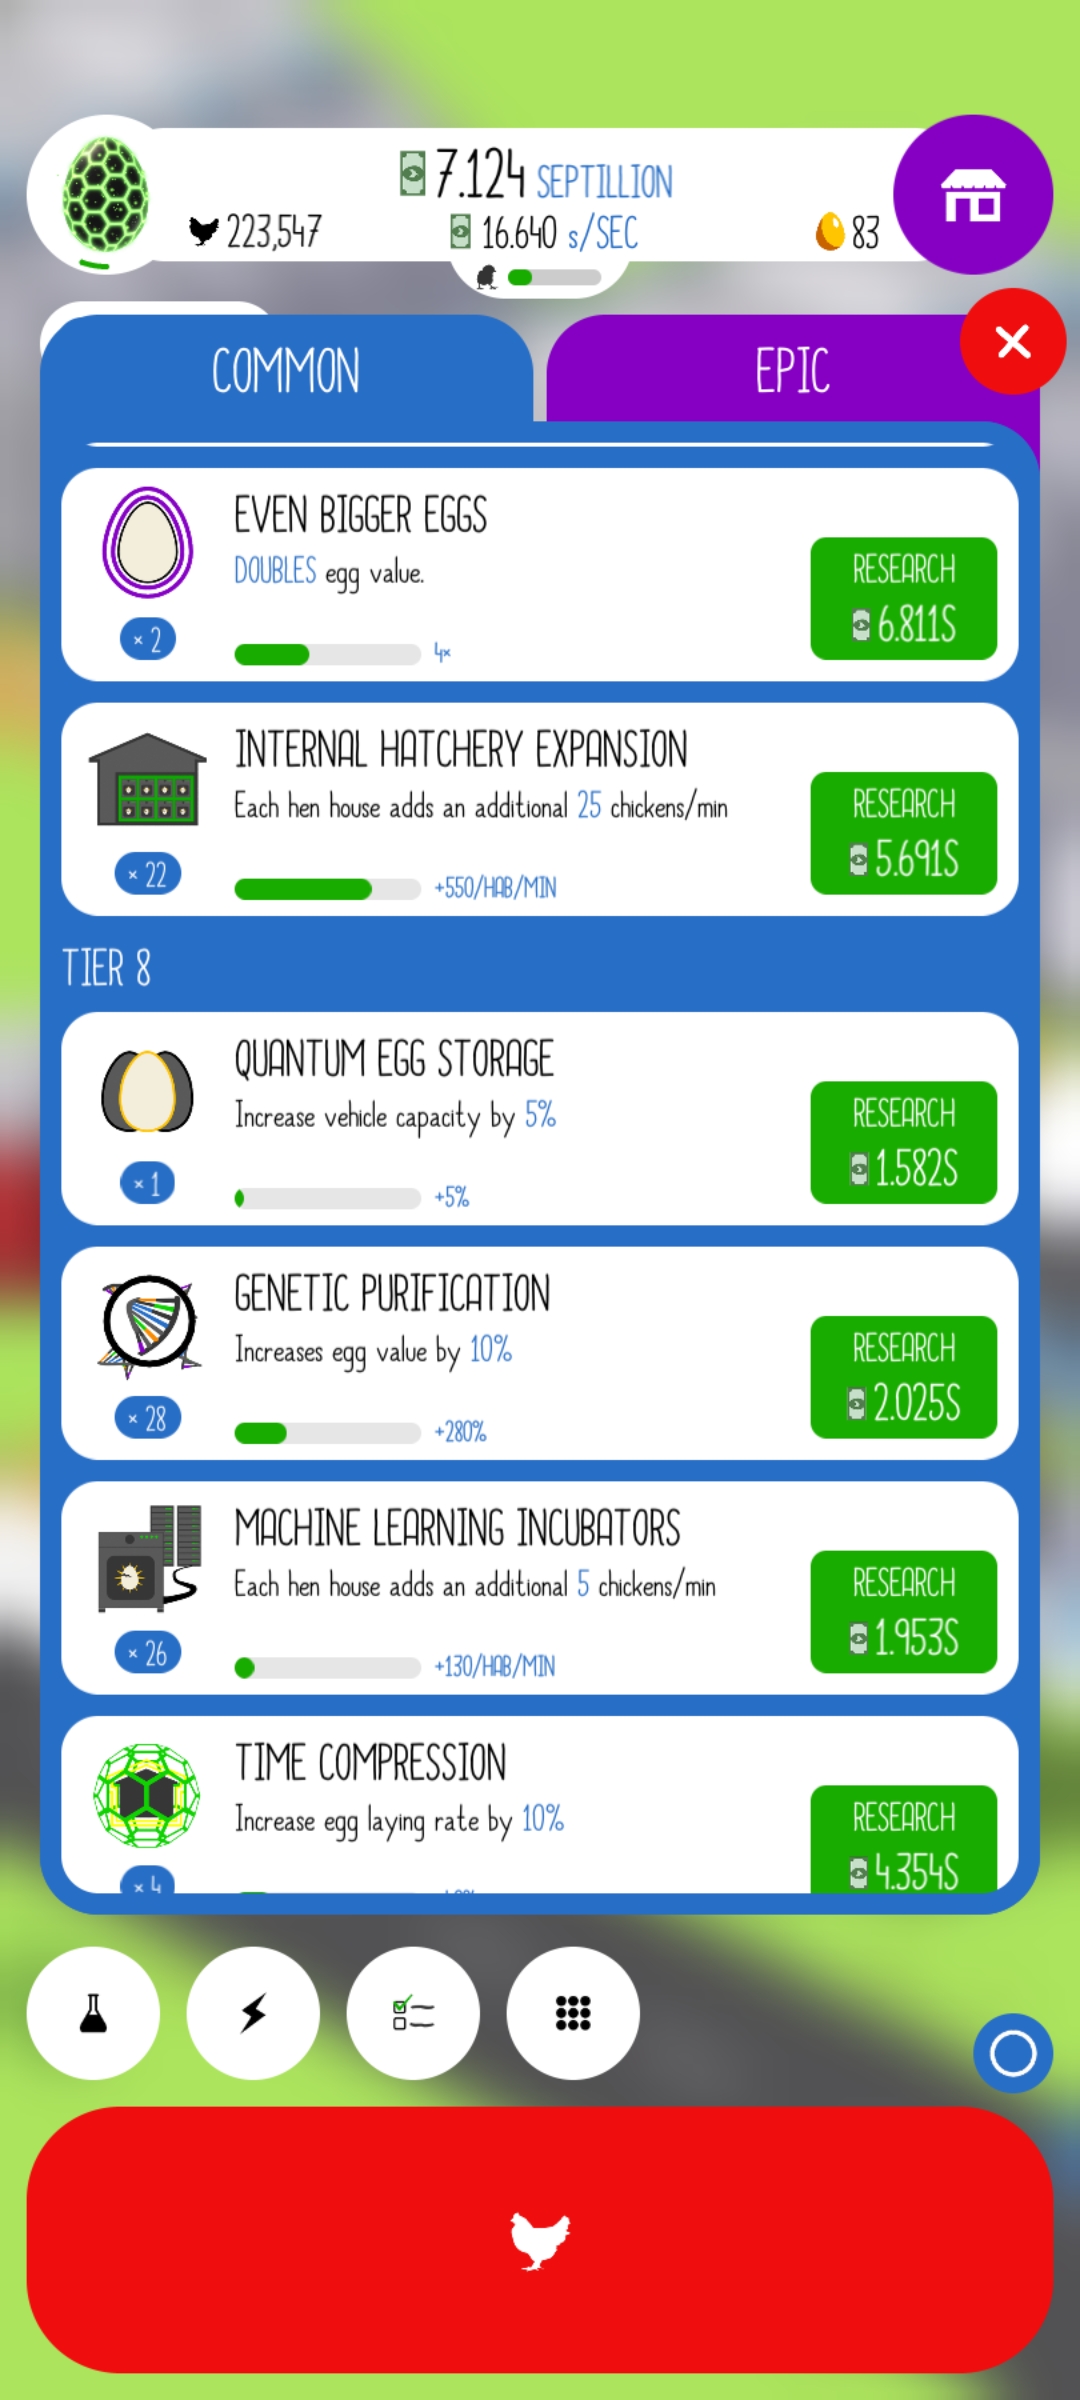 7.124 SEPTILLION
223,547
16.640 s/SEC
83
COMMON
EPIC
EVEN BIGGER EGGS
DOUBLES egg value.
× 2
4×
RESEARCH
6.811S
INTERNAL HATCHERY EXPANSION
Each hen house adds an additional 25 chickens/min
× 22
+550/HAB/MIN
RESEARCH
5.691S
TIER 8
QUANTUM EGG STORAGE
Increase vehicle capacity by 5%
× 1
+5%
RESEARCH
1.582S
GENETIC PURIFICATION
Increases egg value by 10%
× 28
+280%
RESEARCH
2.025S
MACHINE LEARNING INCUBATORS
Each hen house adds an additional 5 chickens/min
× 26
+130/HAB/MIN
RESEARCH
1.953S
TIME COMPRESSION
Increase egg laying rate by 10%
× 4
RESEARCH
4.354S